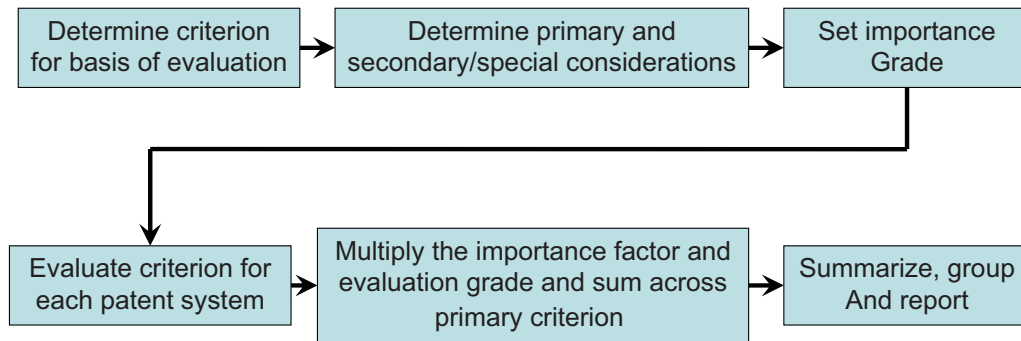 Determine criterion
for basis of evaluation
Determine primary and
secondary/special considerations
Set importance
Grade
Evaluate criterion for
each patent system
Multiply the importance factor and
evaluation grade and sum across
primary criterion
Summarize, group
And report